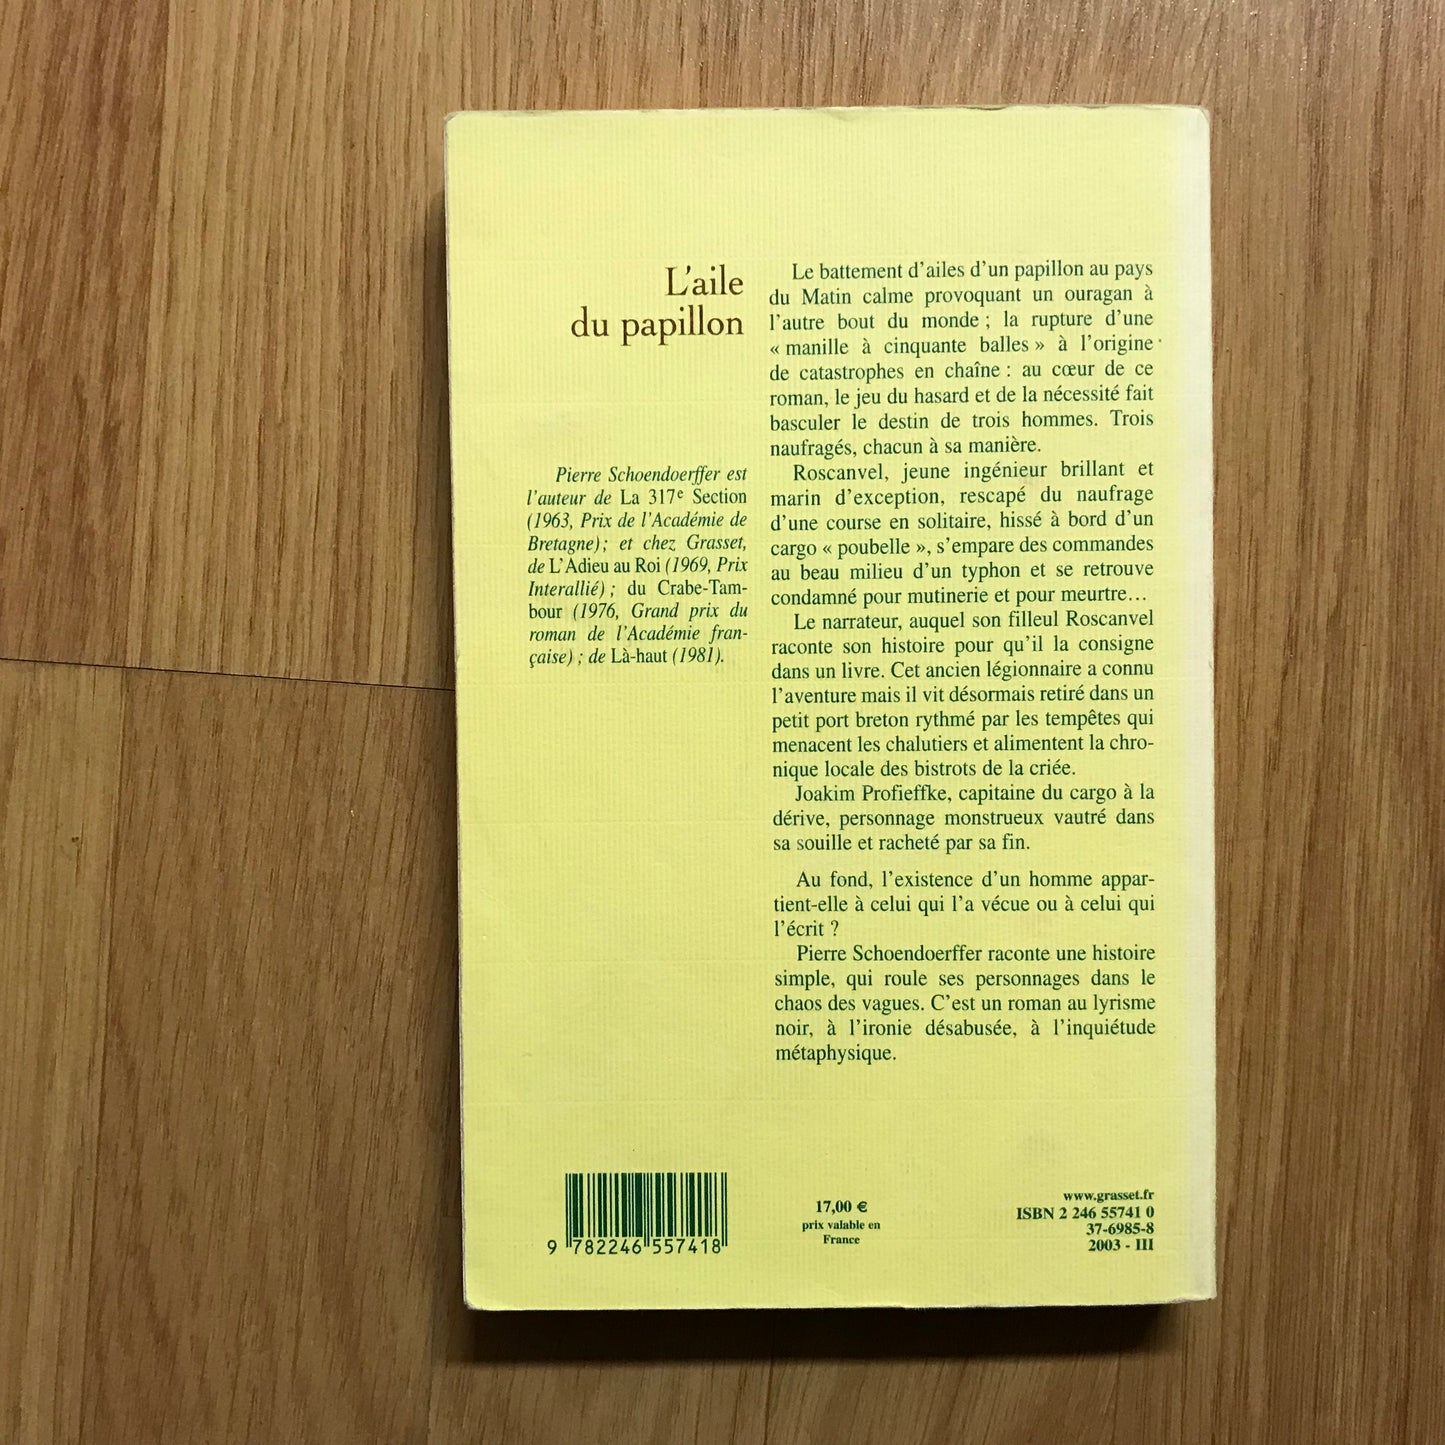 L'aile
du papillon
Pierre Schoendoerffer est
l'auteur de La 317e Section
(1963, Prix de l'Académie de
Bretagne) ; et chez Grasset,
de L'Adieu au Roi (1969, Prix
Interallié) ; du Crabe-Tam-
bour (1976, Grand prix du
roman de l'Académie fran-
çaise) ; de Là-haut (1981).
Le battement d'ailes d'un papillon au pays
du Matin calme provoquant un ouragan à
l'autre bout du monde ; la rupture d'une
« manille à cinquante balles » à l'origine
de catastrophes en chaîne : au cœur de ce
roman, le jeu du hasard et de la nécessité fait
basculer le destin de trois hommes. Trois
naufragés, chacun à sa manière.
Roscanvel, jeune ingénieur brillant et
marin d'exception, rescapé du naufrage
d'une course en solitaire, hissé à bord d'un
cargo « poubelle », s'empare des commandes
au beau milieu d'un typhon et se retrouve
condamné pour mutinerie et pour meurtre…
Le narrateur, auquel son filleul Roscanvel
raconte son histoire pour qu'il la consigne
dans un livre. Cet ancien légionnaire a connu
l'aventure mais il vit désormais retiré dans un
petit port breton rythmé par les tempêtes qui
menacent les chalutiers et alimentent la chro-
nique locale des bistrots de la criée.
Joakim Profieffke, capitaine du cargo à la
dérive, personnage monstrueux vautré dans
sa souille et racheté par sa fin.
Au fond, l'existence d'un homme appar-
tient-elle à celui qui l'a vécue ou à celui qui
l'écrit ?
Pierre Schoendoerffer raconte une histoire
simple, qui roule ses personnages dans le
chaos des vagues. C'est un roman au lyrisme
noir, à l'ironie désabusée, à l'inquiétude
métaphysique.
9 782246 557418
17,00 €
prix valable en
France
www.grasset.fr
ISBN 2 246 55741 0
37-6985-8
2003 - III